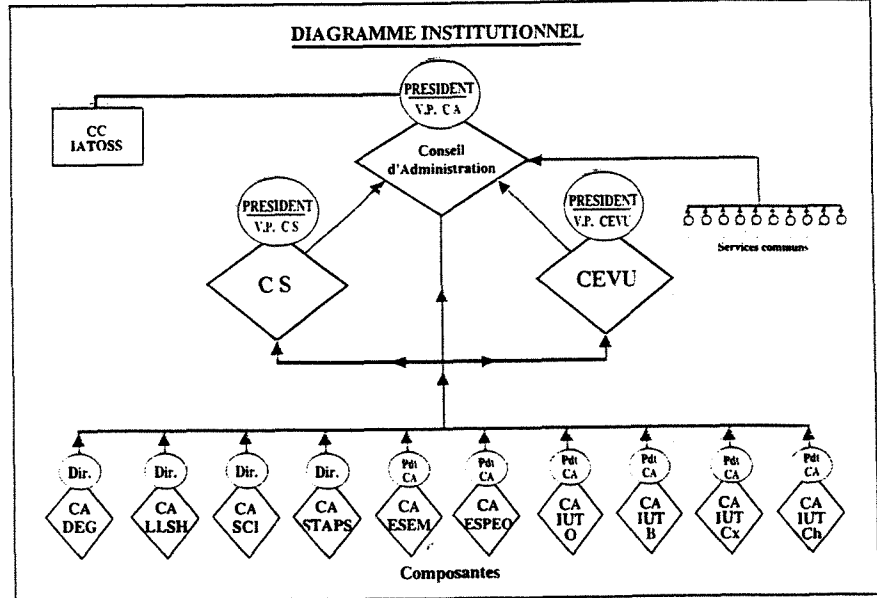 DIAGRAMME INSTITUTIONNEL
PRESIDENT
V.P. CA
CC
IATOSS
Conseil
d'Administration
PRESIDENT
V.P. CS
PRESIDENT
V.P. CEVU
Services communs
CS
CEVU
Dir.
Dir.
Dir.
Dir.
Pdt
CA
Pdt
CA
Pdt
CA
Pdt
CA
Pdt
CA
Pdt
CA
CA
DEG
CA
LLSH
CA
SCI
CA
STAPS
CA
ESEM
CA
ESPEO
CA
IUT
O
CA
IUT
B
CA
IUT
Cx
CA
IUT
Ch
Composantes